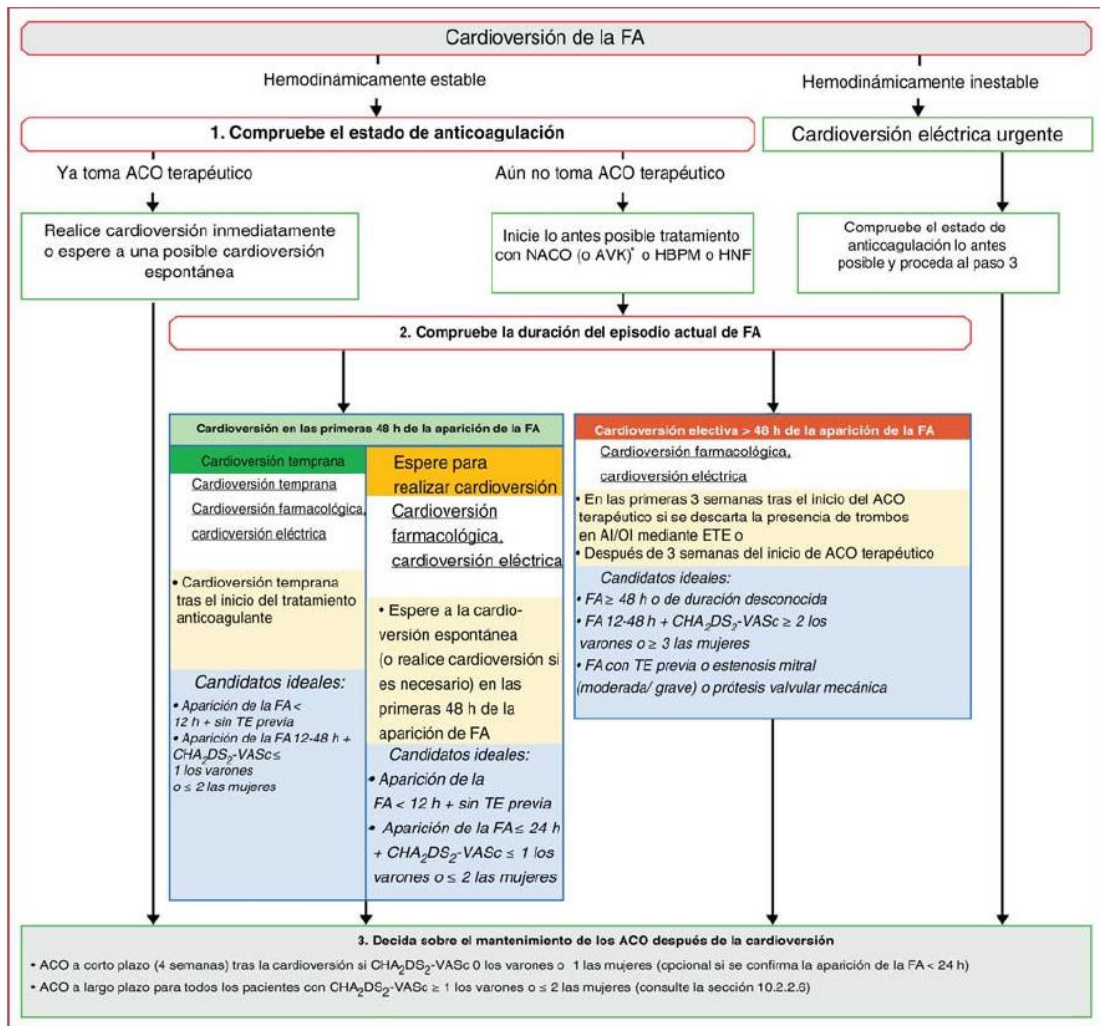 Cardioversión de la FA
Hemodinámicamente estable
Hemodinámicamente inestable
1. Compruebe el estado de anticoagulación
Cardioversión eléctrica urgente
Ya toma ACO terapéutico
Aún no toma ACO terapéutico
Realice cardioversión inmediatamente
o espere a una posible cardioversión
espontánea
Inicie lo antes posible tratamiento
con NACO (o AVK)* o HBPM o HNF
Compruebe el estado de
anticoagulación lo antes
posible y proceda al paso 3
2. Compruebe la duración del episodio actual de FA
Cardioversión en las primeras 48 h de la aparición de la FA
Cardioversión temprana
Cardioversión temprana
Cardioversión farmacológica,
cardioversión eléctrica
• Cardioversión temprana
tras el inicio del tratamiento
anticoagulante
Candidatos ideales:
• Aparición de la FA <
12 h + sin TE previa
• Aparición de la FA 12-48 h +
CHA2DS2-VASc ≤
1 los varones
o ≤ 2 las mujeres
Espere para
realizar cardioversión
Cardioversión
farmacológica,
cardioversión eléctrica
• Espere a la cardio-
versión espontánea
(o realice cardioversión si
es necesario) en las
primeras 48 h de la
aparición de FA
Candidatos ideales:
• Aparición de la
FA < 12 h + sin TE previa
• Aparición de la FA ≤ 24 h
+ CHA2DS2-VASc ≤ 1 los
varones o ≤ 2 las mujeres
Cardioversión electiva > 48 h de la aparición de la FA
Cardioversión farmacológica,
cardioversión eléctrica
• En las primeras 3 semanas tras el inicio del ACO
terapéutico si se descarta la presencia de trombos
en AI/OI mediante ETE o
• Después de 3 semanas del inicio de ACO terapéutico
Candidatos ideales:
• FA ≥ 48 h o de duración desconocida
• FA 12-48 h + CHA2DS2-VASc ≥ 2 los
varones o ≥ 3 las mujeres
• FA con TE previa o estenosis mitral
(moderada/ grave) o prótesis valvular mecánica
3. Decida sobre el mantenimiento de los ACO después de la cardioversión
• ACO a corto plazo (4 semanas) tras la cardioversión si CHA2DS2-VASc 0 los varones o 1 las mujeres (opcional si se confirma la aparición de la FA < 24 h)
• ACO a largo plazo para todos los pacientes con CHA2DS2-VASc ≥ 1 los varones o ≤ 2 las mujeres (consulte la sección 10.2.2.6)